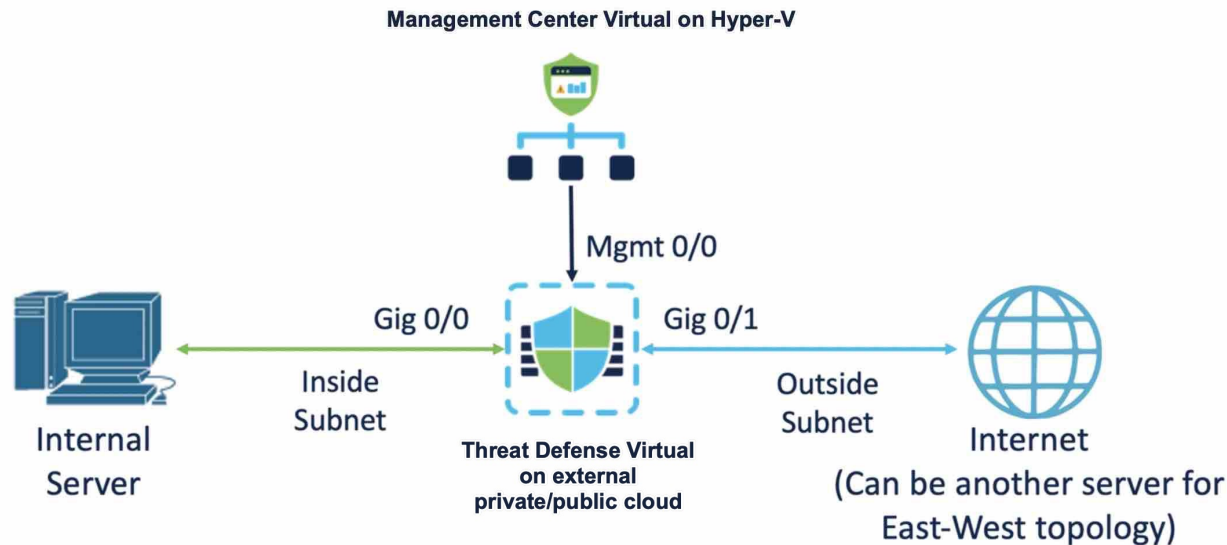 Management Center Virtual on Hyper-V
Mgmt 0/0
Gig 0/0
Gig 0/1
Inside
Subnet
Outside
Subnet
Internal
Server
Threat Defense Virtual
on external
private/public cloud
Internet
(Can be another server for
East-West topology)